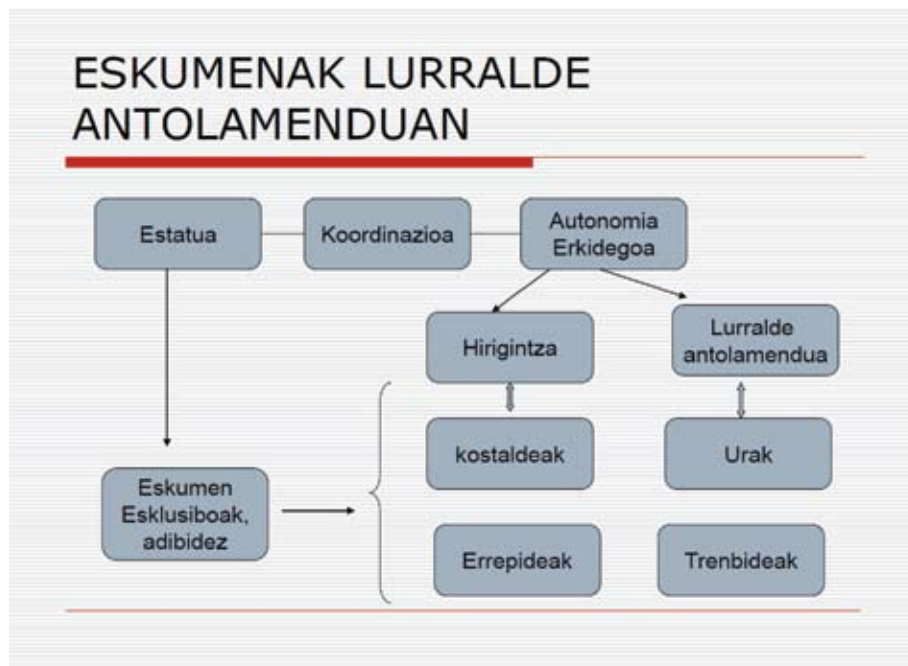 ESKUMENAK LURRALDE
ANTOLAMENDUAN
Estatua
Koordinazioa
Autonomia
Erkidegoa
Hirigintza
Lurralde
antolamendua
kostaldeak
Urak
Eskumen
Esklusiboak,
adibidez
Errepideak
Trenbideak